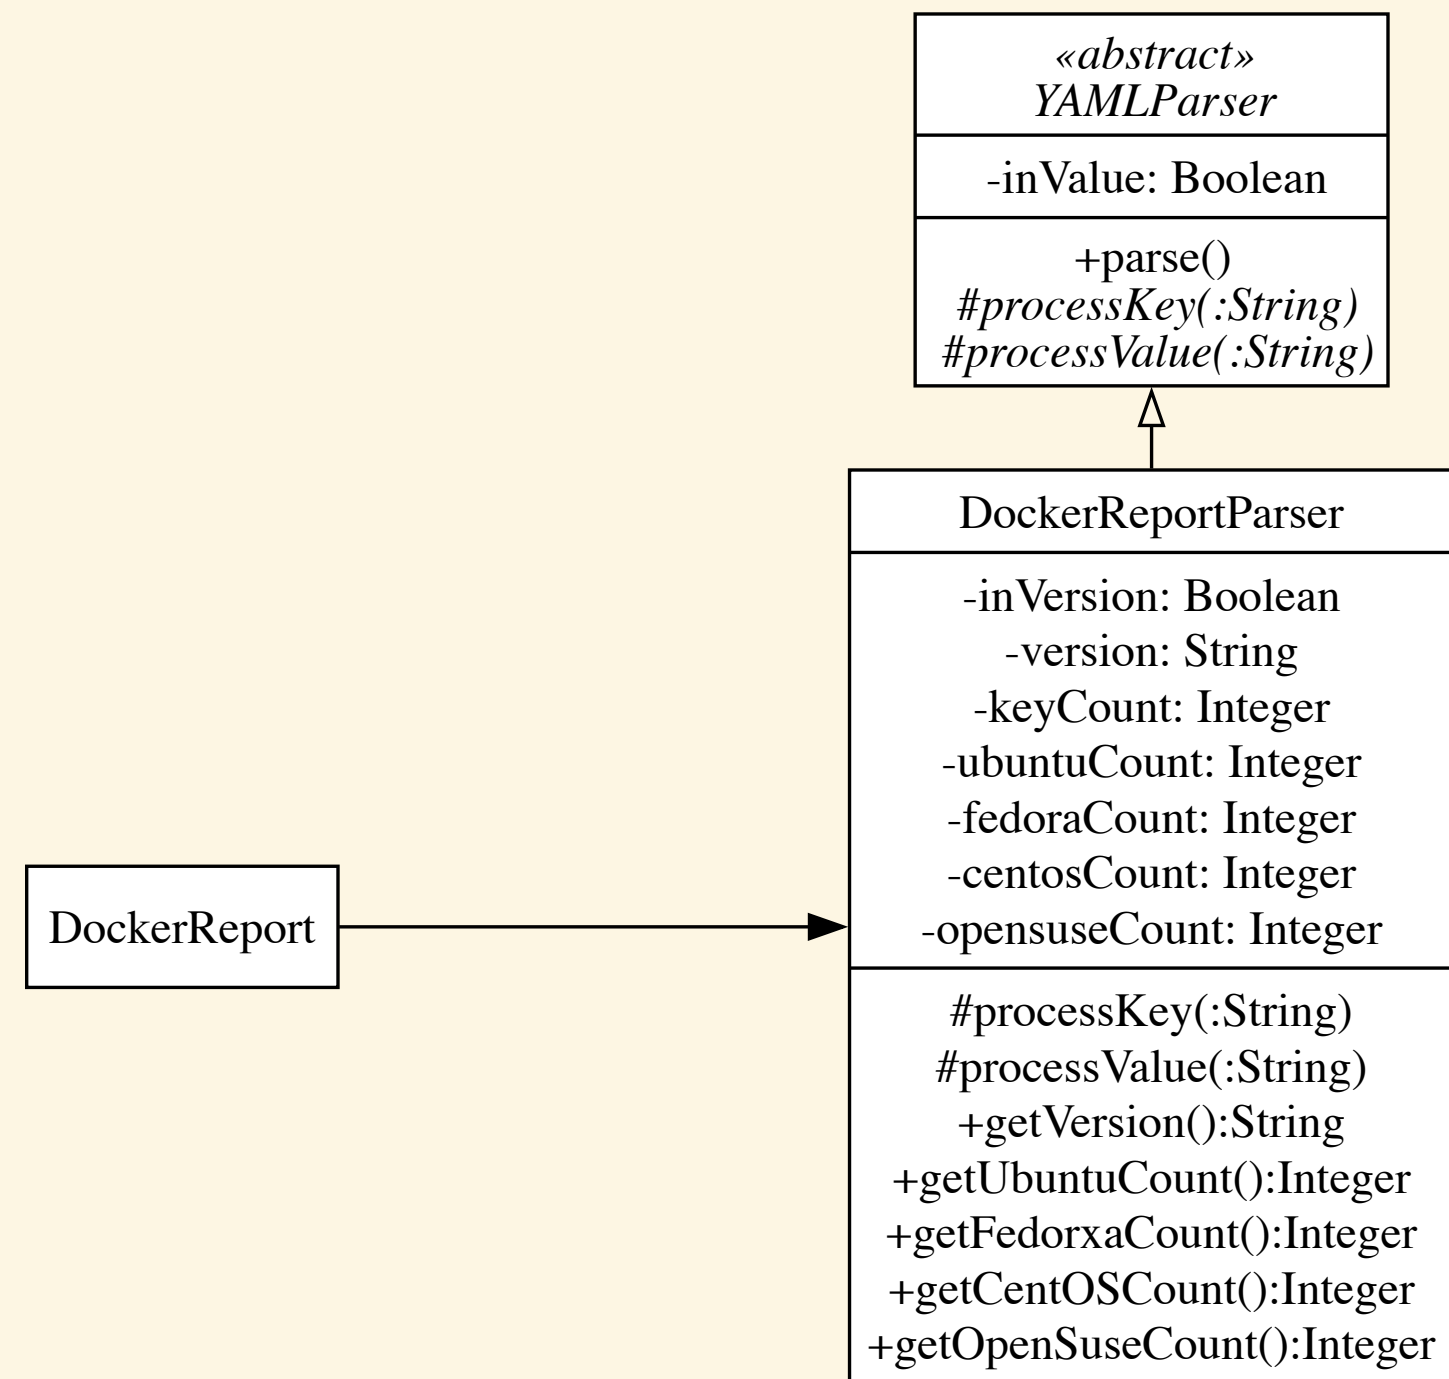 «abstract»
YAMLParser
-inValue: Boolean
+parse()
#processKey(:String)
#processValue(:String)
DockerReportParser
-inVersion: Boolean
-version: String
-keyCount: Integer
-ubuntuCount: Integer
-fedoraCount: Integer
-centosCount: Integer
-opensuseCount: Integer
DockerReport
#processKey(:String)
#processValue(:String)
+getVersion():String
+getUbuntuCount():Integer
+getFedorxaCount():Integer
+getCentOSCount():Integer
+getOpenSuseCount():Integer